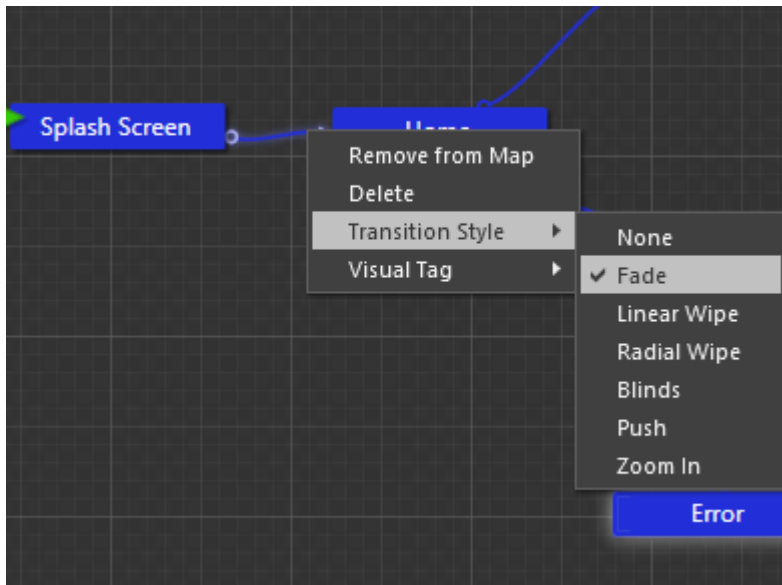 Splash Screen
Home
Remove from Map
Delete
Transition Style
Visual Tag
None
Fade
Linear Wipe
Radial Wipe
Blinds
Push
Zoom In
Error